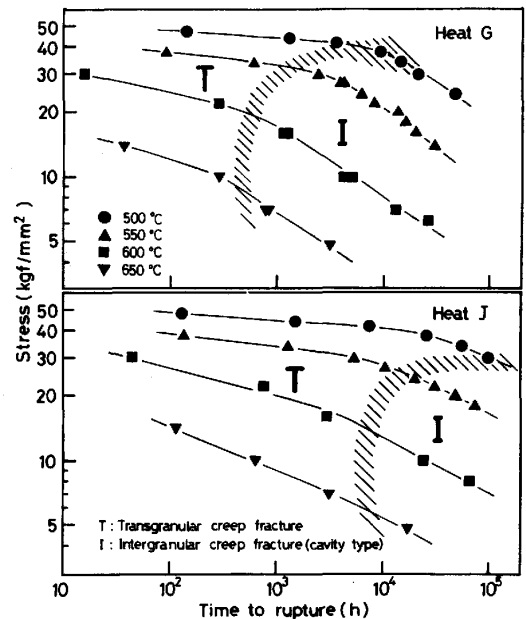 50
40
30
20
10
5
Heat G
T
I
● 500 °C
▲ 550 °C
■ 600 °C
▼ 650 °C
Stress (kgf/mm²)
50
40
30
20
10
5
Heat J
T
I
T : Transgranular creep fracture
I : Intergranular creep fracture (cavity type)
10
10²
10³
10⁴
10⁵
Time to rupture (h)